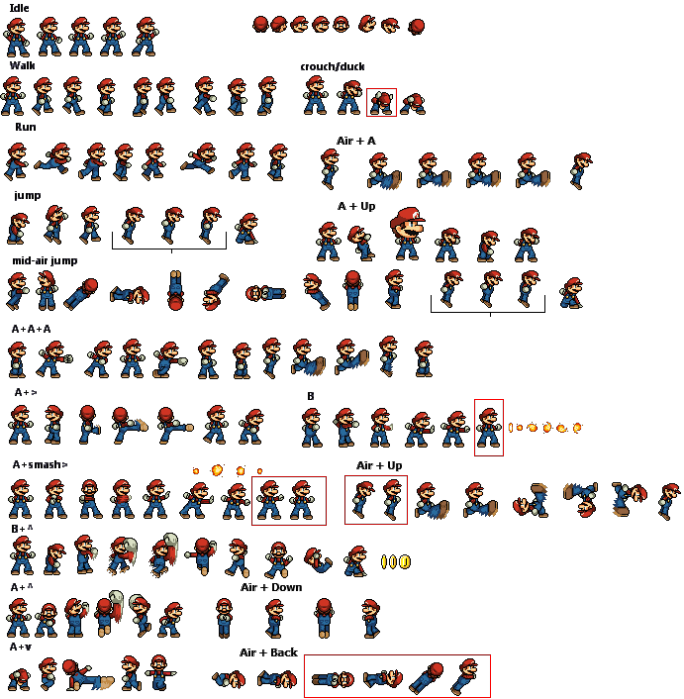 Idle
Walk
crouch/duck
Run
Air + A
jump
A + Up
mid-air jump
A+A+A
A+>
B
A+smash>
Air + Up
B+^
A+^
Air + Down
A+v
Air + Back